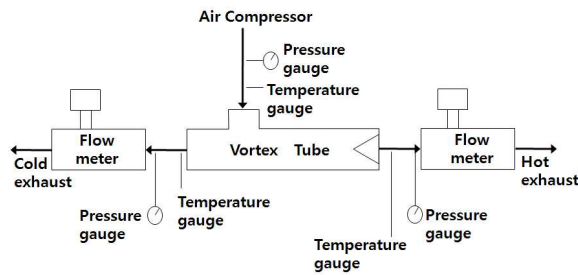 Air Compressor
Pressure
gauge
Temperature
gauge
Flow
meter
Vortex Tube
Flow
meter
Cold
exhaust
Hot
exhaust
Pressure
gauge
Temperature
gauge
Temperature
gauge
Pressure
gauge